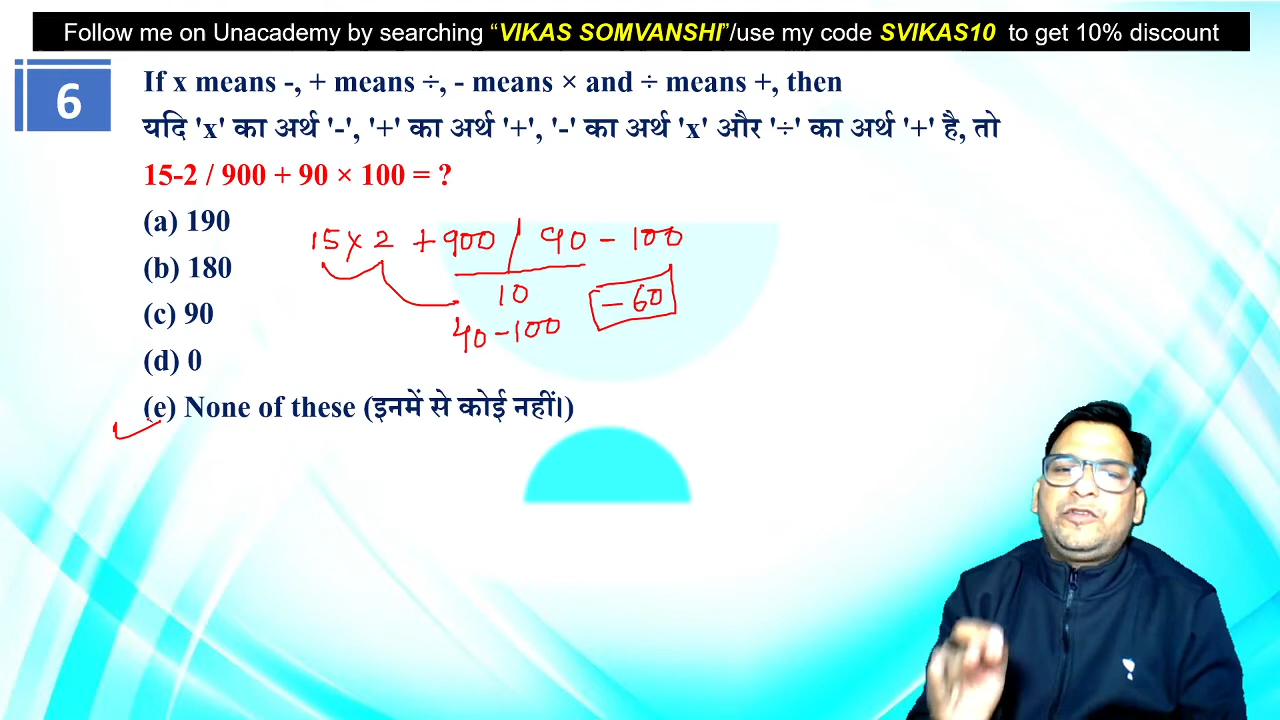 Follow me on Unacademy by searching “VIKAS SOMVANSHI”/use my code SVIKAS10 to get 10% discount
6
If x means -, + means ÷, - means × and ÷ means +, then
यदि 'x' का अर्थ '-', '+' का अर्थ '+', '-' का अर्थ 'x' और '÷' का अर्थ '+' है, तो
15-2 / 900 + 90 × 100 = ?
(a) 190
15 x 2 + 900 / 90 - 100
(b) 180
10
- 60
(c) 90
40 - 100
(d) 0
(e) None of these (इनमें से कोई नहीं।)